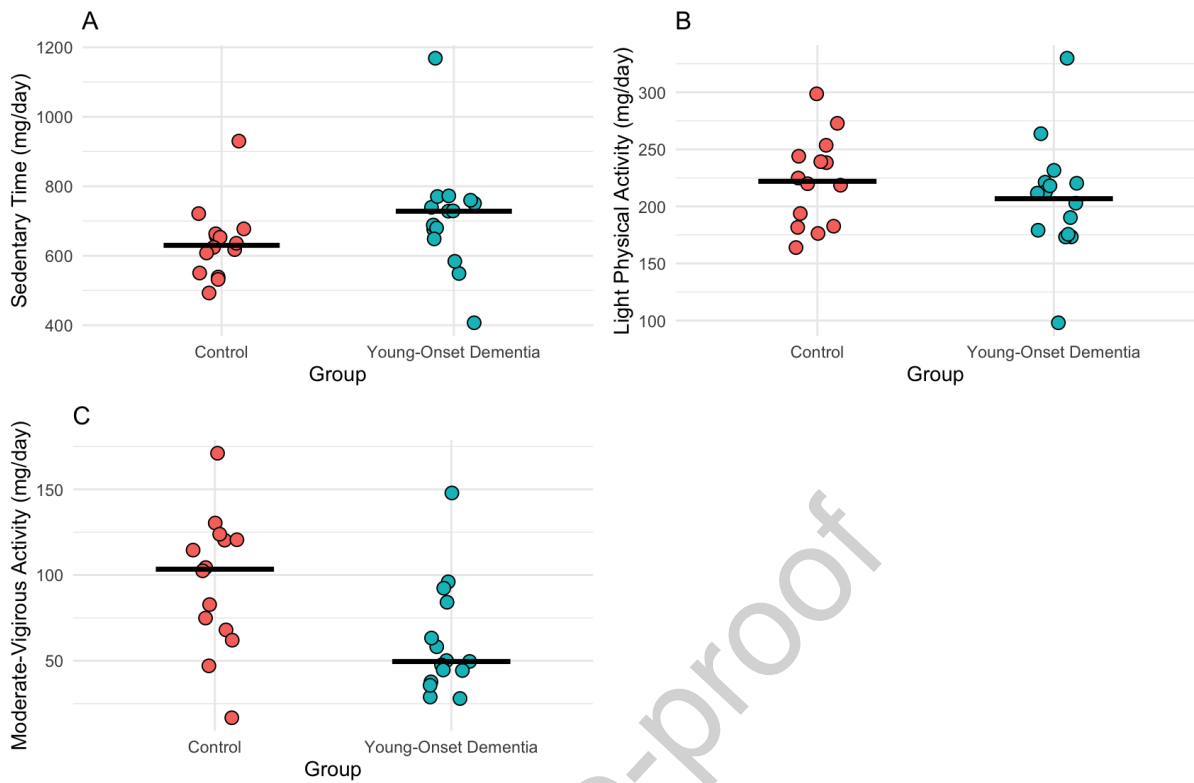 A
Sedentary Time (mg/day)
1200
1000
800
600
400
Control
Young-Onset Dementia
Group
B
Light Physical Activity (mg/day)
300
250
200
150
100
Control
Young-Onset Dementia
Group
C
Moderate-Vigirous Activity (mg/day)
150
100
50
Control
Young-Onset Dementia
Group
-proof